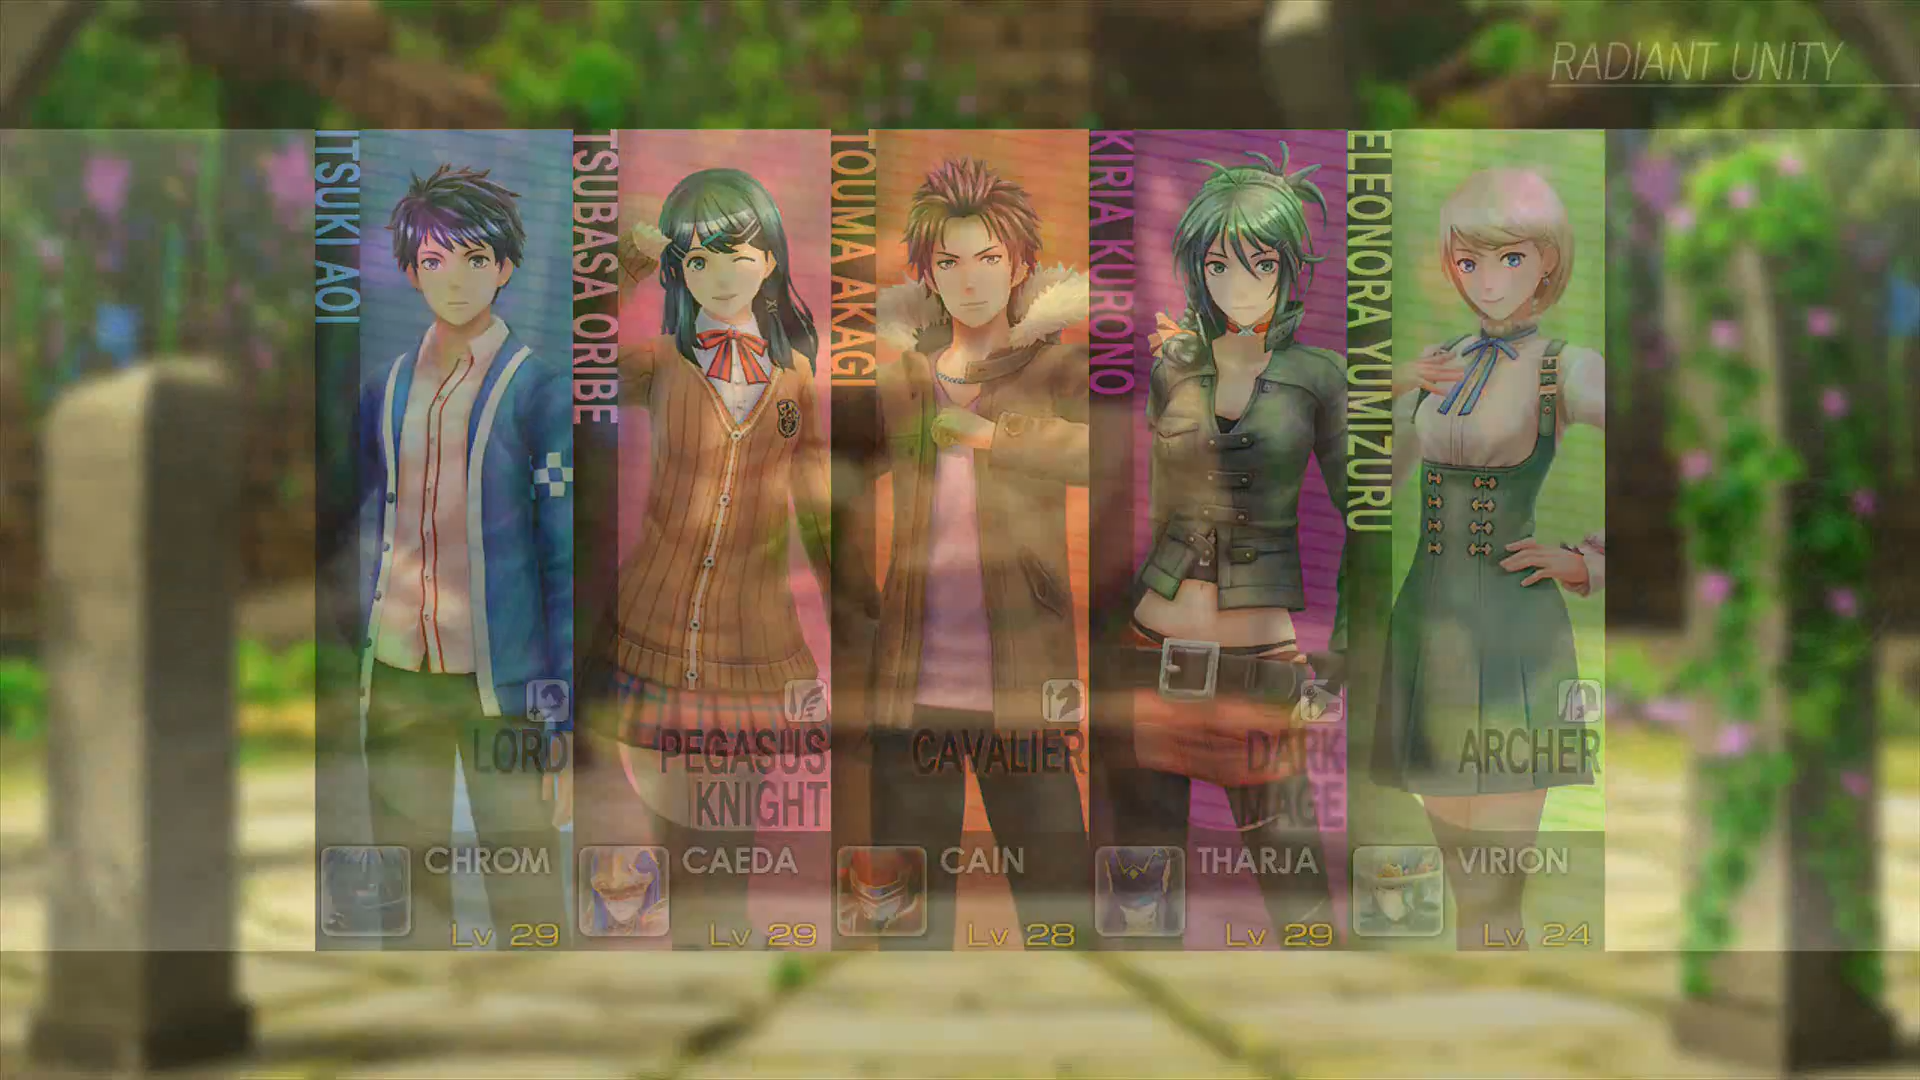 RADIANT UNITY
ITSUKI AOI
LORD
CHROM
Lv 29
TSUBASA ORIBE
PEGASUS
KNIGHT
CAEDA
Lv 29
TOUMA AKAGI
CAVALIER
CAIN
Lv 28
KIRIA KURONO
DARK
MAGE
THARJA
Lv 29
ELEONORA YUMIZURU
ARCHER
VIRION
Lv 24